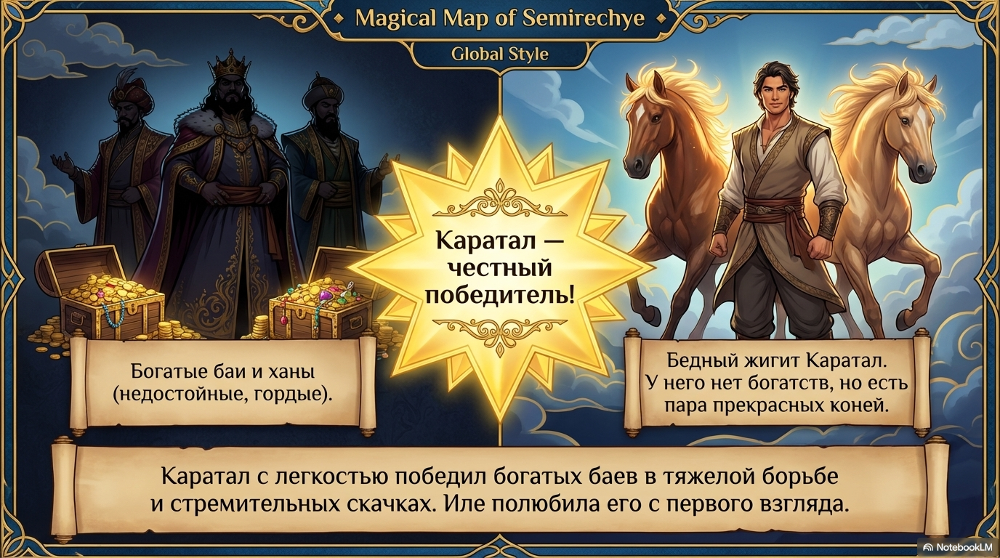 Magical Map of Semirechye
Global Style
Каратал —
честный
победитель!
Богатые баи и ханы
(недостойные, гордые).
Бедный жигит Каратал.
У него нет богатств, но есть
пара прекрасных коней.
Каратал с легкостью победил богатых баев в тяжелой борьбе
и стремительных скачках. Иле полюбила его с первого взгляда.
NotebookLM